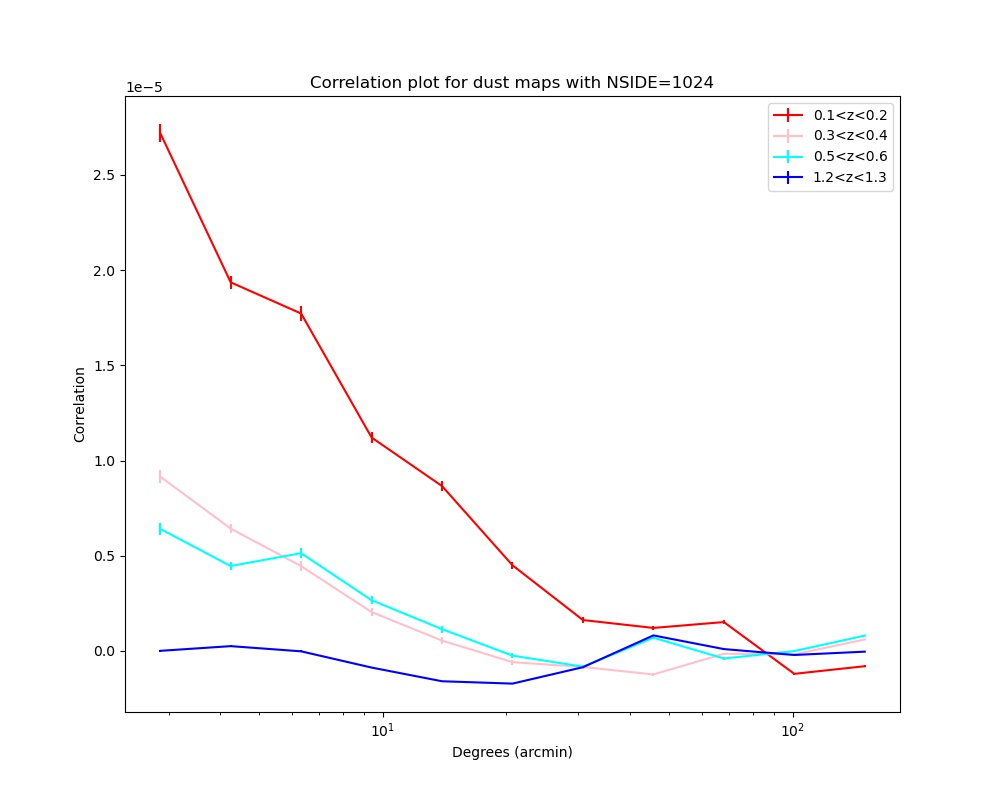 Correlation plot for dust maps with NSIDE=1024
1e−5
0.1<z<0.2
0.3<z<0.4
0.5<z<0.6
1.2<z<1.3
2.5
2.0
1.5
1.0
0.5
0.0
Correlation
10¹
10²
Degrees (arcmin)